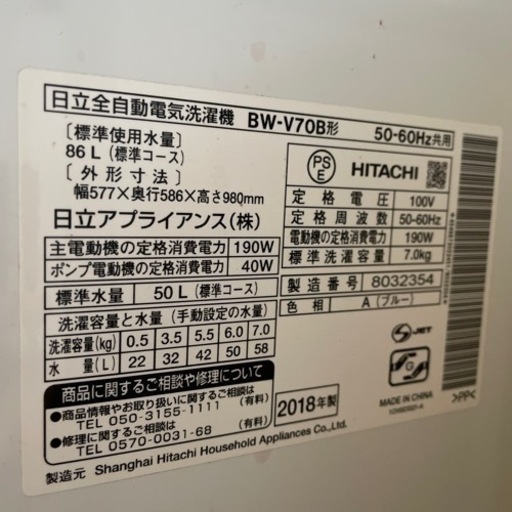 日立全自動電気洗濯機 BW-V70B形 50-60Hz共用
〔標準使用水量〕
86L（標準コース）
〔外形寸法〕
幅577×奥行586×高さ980mm
日立アプライアンス（株）
主電動機の定格消費電力 190W
ポンプ電動機の定格消費電力 40W
標準水量 50L（標準コース）
洗濯容量と水量（手動設定の水量）
洗濯容量(kg) 0.5 3.5 5.5 6.0 7.0
水量(L) 22 32 42 50 58
商品に関するご相談や修理について
●商品情報やお取り扱いに関するご相談
TEL 050-3155-1111（有料）
●修理に関するご相談
TEL 0570-0031-68（有料）
製造元 Shanghai Hitachi Household Appliances Co.,Ltd.
PS
E
HITACHI
定格電圧 100V
定格周波数 50-60Hz
電動機の定格消費電力 190W
標準洗濯容量 7.0kg
製造番号 8032354
色相 A（ブルー）
S JET
G
2018年製
MADE IN CHINA
>PP<